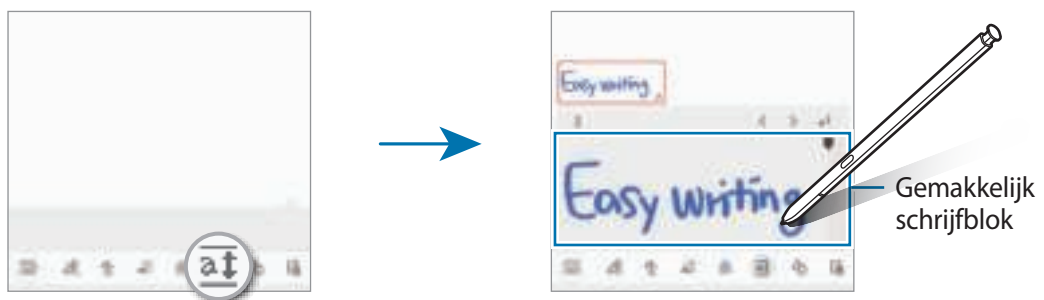 a
Easy writing
Easy writing
Gemakkelijk
schrijfblok